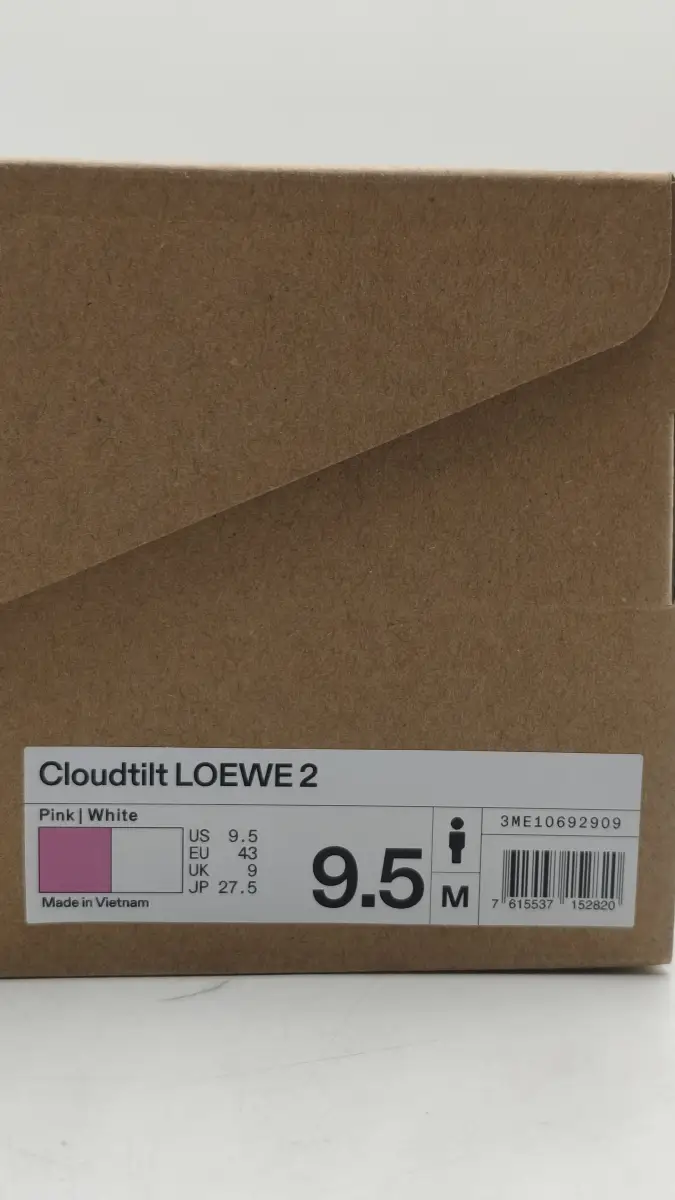 Cloudtilt LOEWE 2
Pink | White
US 9.5
EU 43
UK 9
JP 27.5
Made in Vietnam
9.5
M
3ME10692909
7 615537 152820